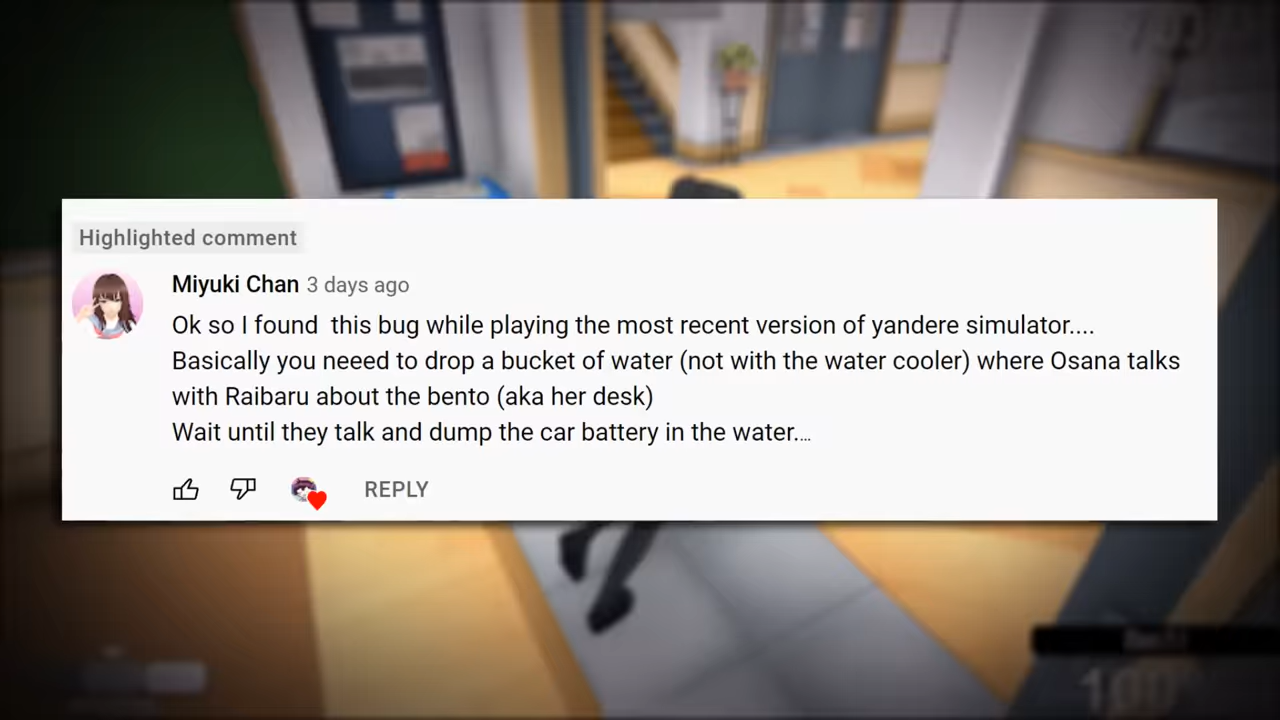 Highlighted comment
Miyuki Chan 3 days ago
Ok so I found  this bug while playing the most recent version of yandere simulator....
Basically you neeed to drop a bucket of water (not with the water cooler) where Osana talks
with Raibaru about the bento (aka her desk)
Wait until they talk and dump the car battery in the water....
REPLY
100